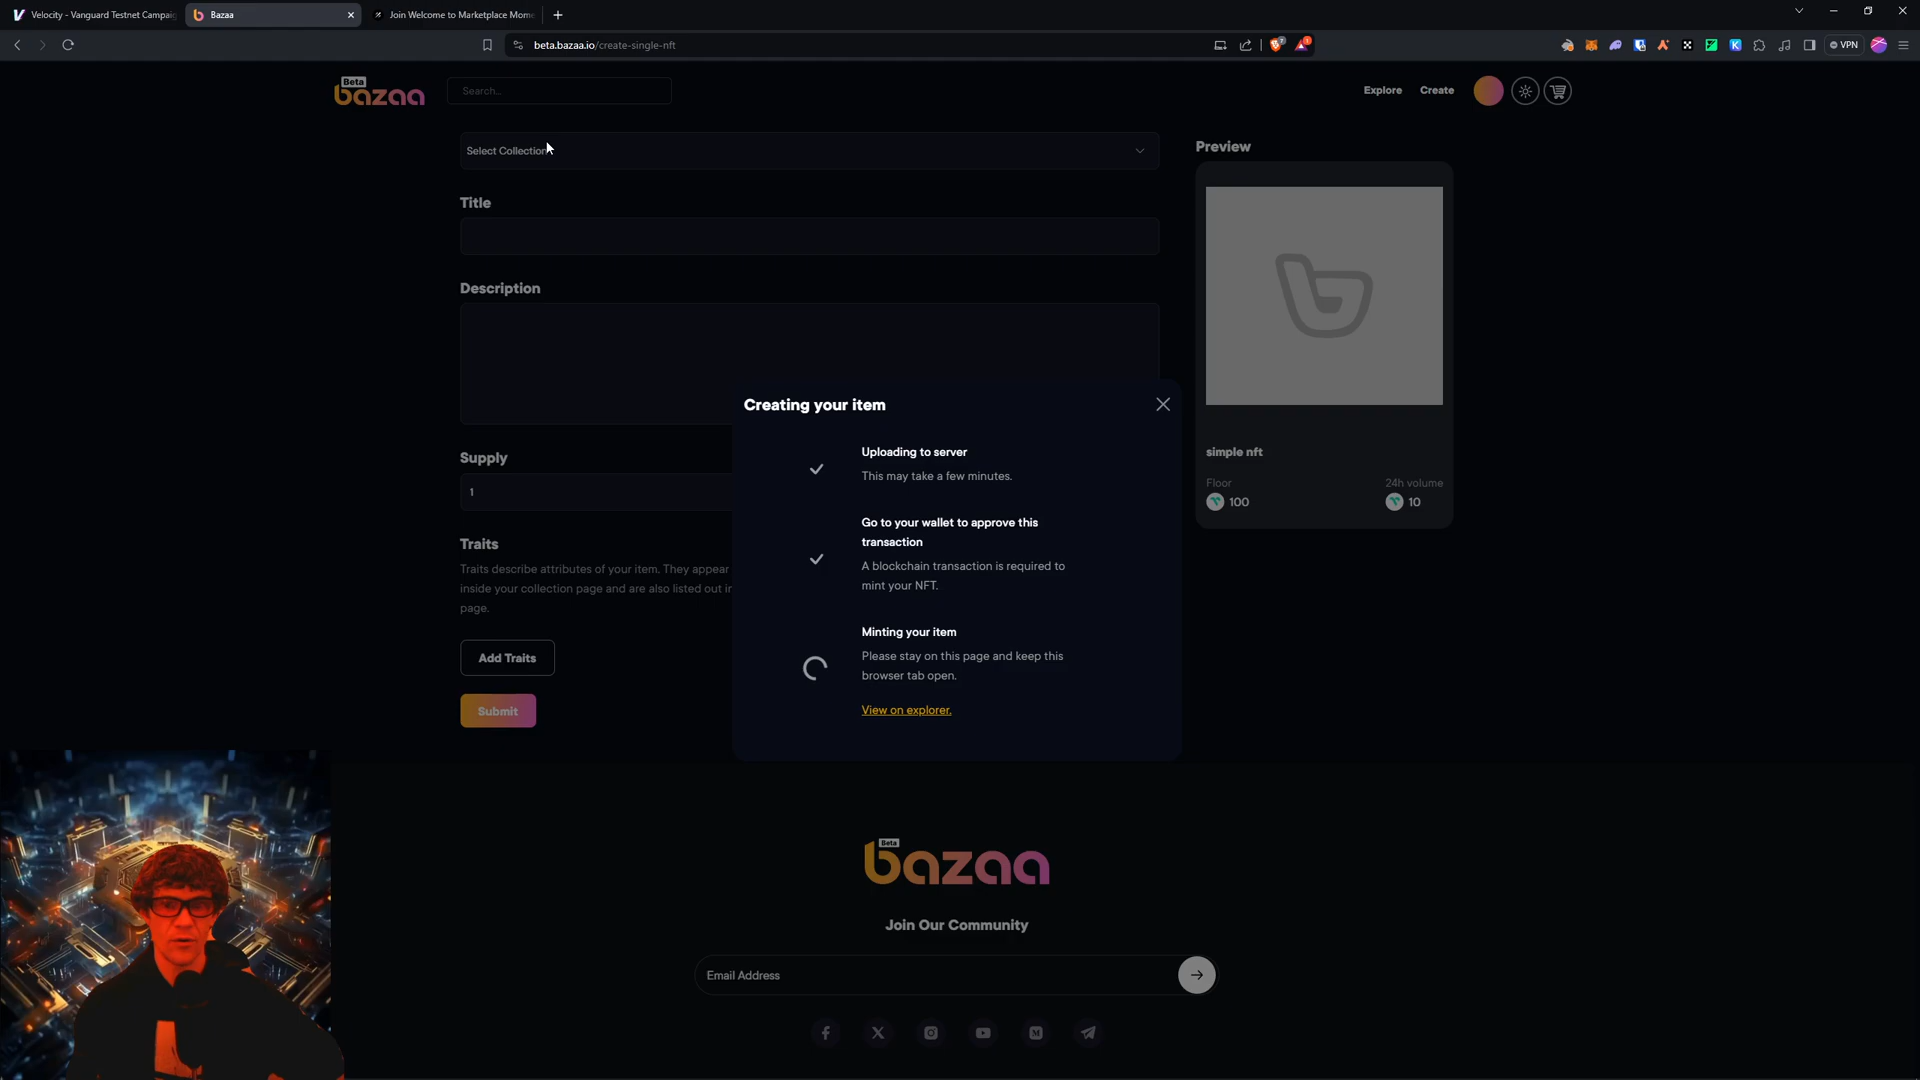 Velocity - Vanguard Testnet Campaig
Bazaa
Join Welcome to Marketplace Mome
beta.bazaa.io/create-single-nft
VPN
Beta
bazaa
Search...
Explore
Create
Select Collection
Preview
Title
Description
Creating your item
Uploading to server
This may take a few minutes.
Go to your wallet to approve this
transaction
A blockchain transaction is required to
mint your NFT.
Minting your item
Please stay on this page and keep this
browser tab open.
View on explorer.
Supply
1
Traits
Traits describe attributes of your item. They appear
inside your collection page and are also listed out in
page.
Add Traits
Submit
simple nft
Floor
24h volume
100
10
Beta
bazaa
Join Our Community
Email Address